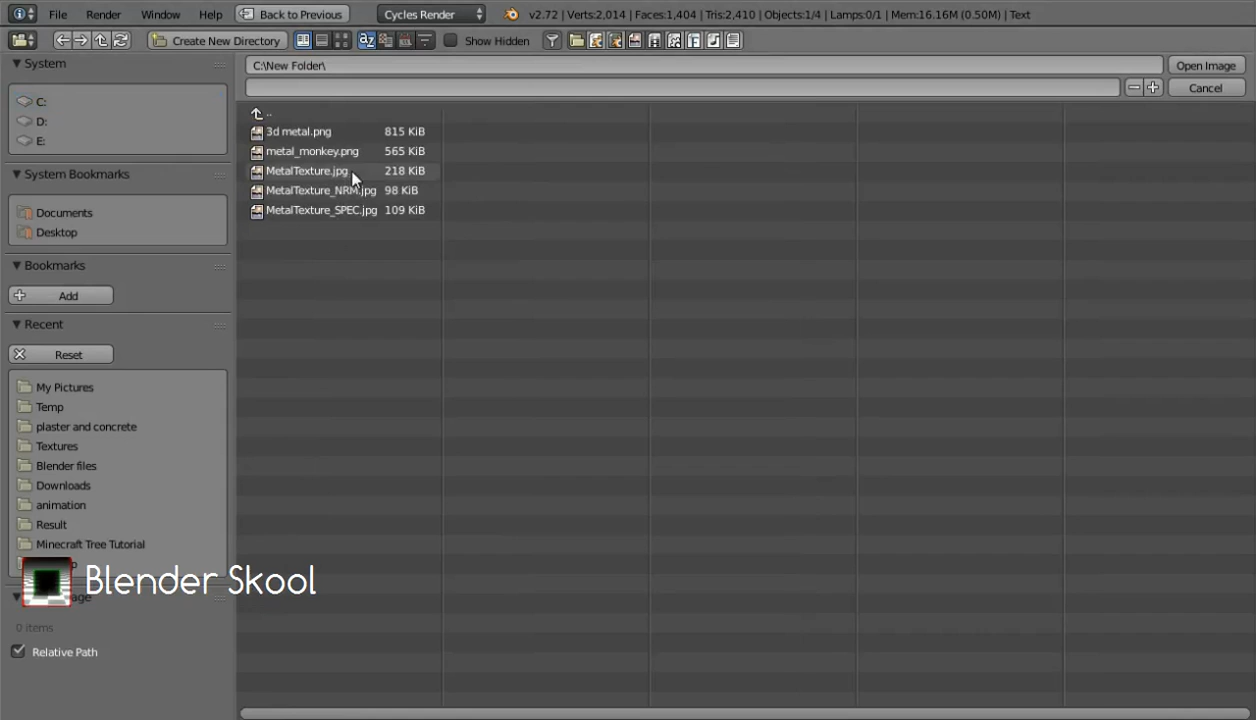 File Render Window Help Back to Previous Cycles Render v2.72 | Verts:2,014 | Faces:1,404 | Tris:2,410 | Objects:1/4 | Lamps:0/1 | Mem:16.16M (0.50M) | Text
Create New Directory Show Hidden
System
C:
D:
E:
System Bookmarks
Documents
Desktop
Bookmarks
Add
Recent
Reset
My Pictures
Temp
plaster and concrete
Textures
Blender files
Downloads
animation
Result
Minecraft Tree Tutorial
Blender Skool
0 items
Relative Path
C:\New Folder\
Open Image
Cancel
..
3d metal.png 815 KiB
metal_monkey.png 565 KiB
MetalTexture.jpg 218 KiB
MetalTexture_NRM.jpg 98 KiB
MetalTexture_SPEC.jpg 109 KiB